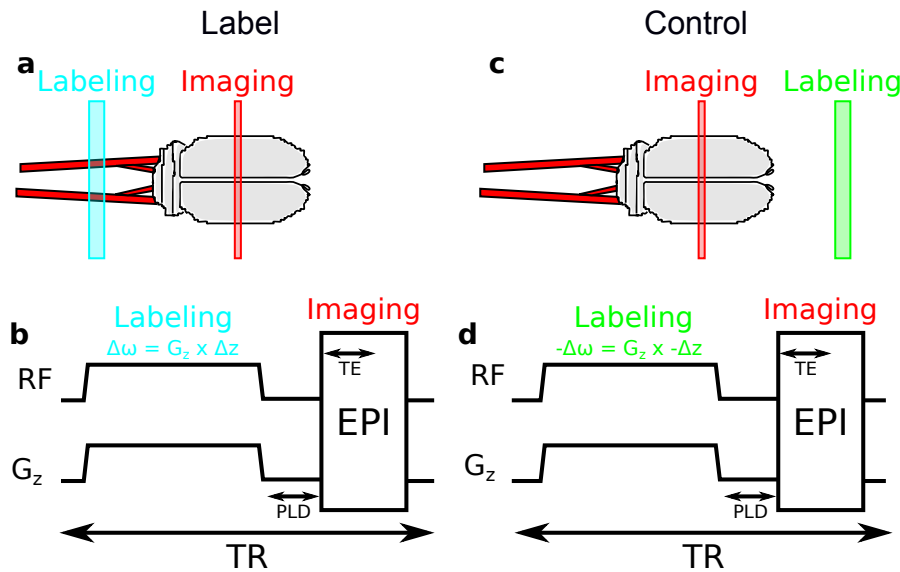 Label
Control
a
Labeling
Imaging
c
Imaging
Labeling
b
Labeling
Δω = Gz x Δz
Imaging
RF
TE
EPI
Gz
PLD
TR
d
Labeling
-Δω = Gz x -Δz
Imaging
RF
TE
EPI
Gz
PLD
TR